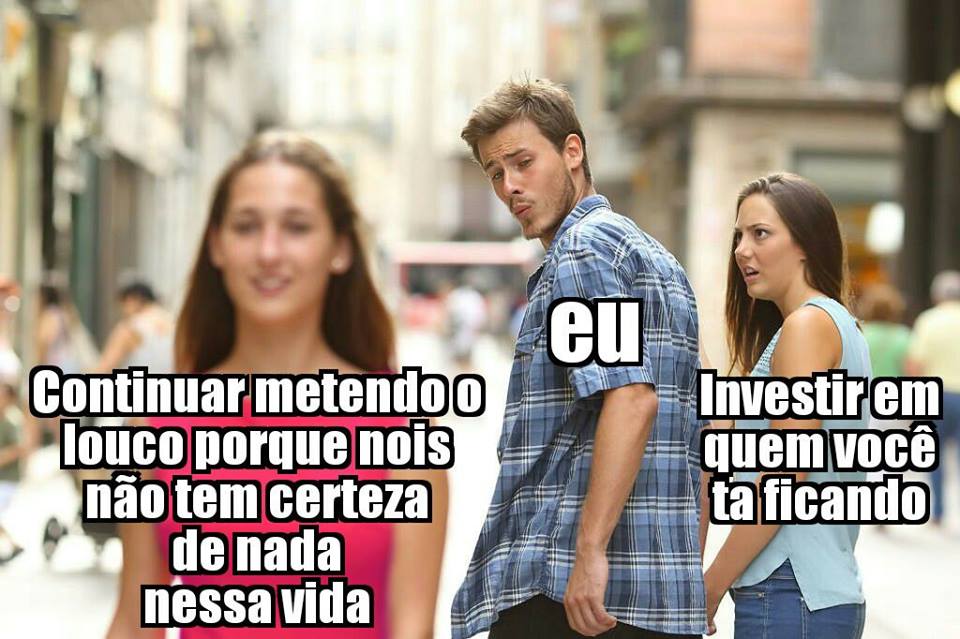 Continuar metendo o
louco porque nois
não tem certeza
de nada
nessa vida
eu
Investir em
quem você
ta ficando